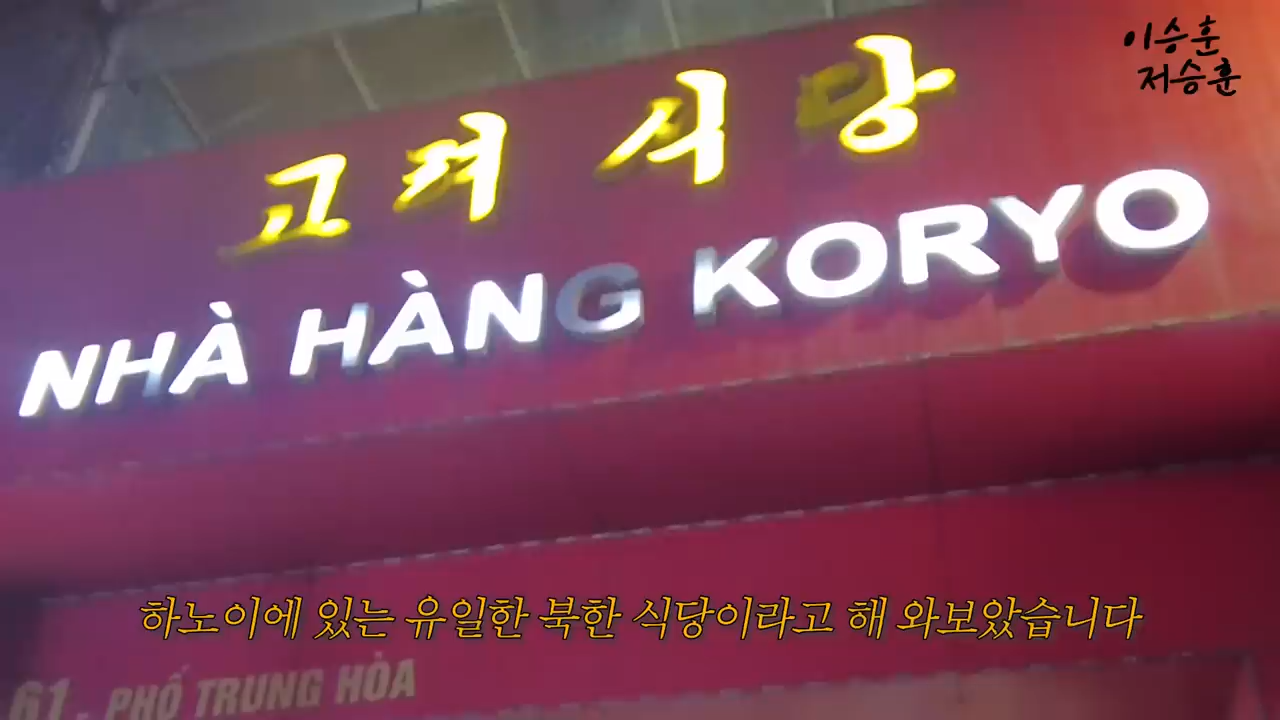 이승훈
저승훈
고려 식당
NHÀ HÀNG KORYO
하노이에 있는 유일한 북한 식당이라고 해 와보았습니다
61. PHỐ TRUNG HÒA